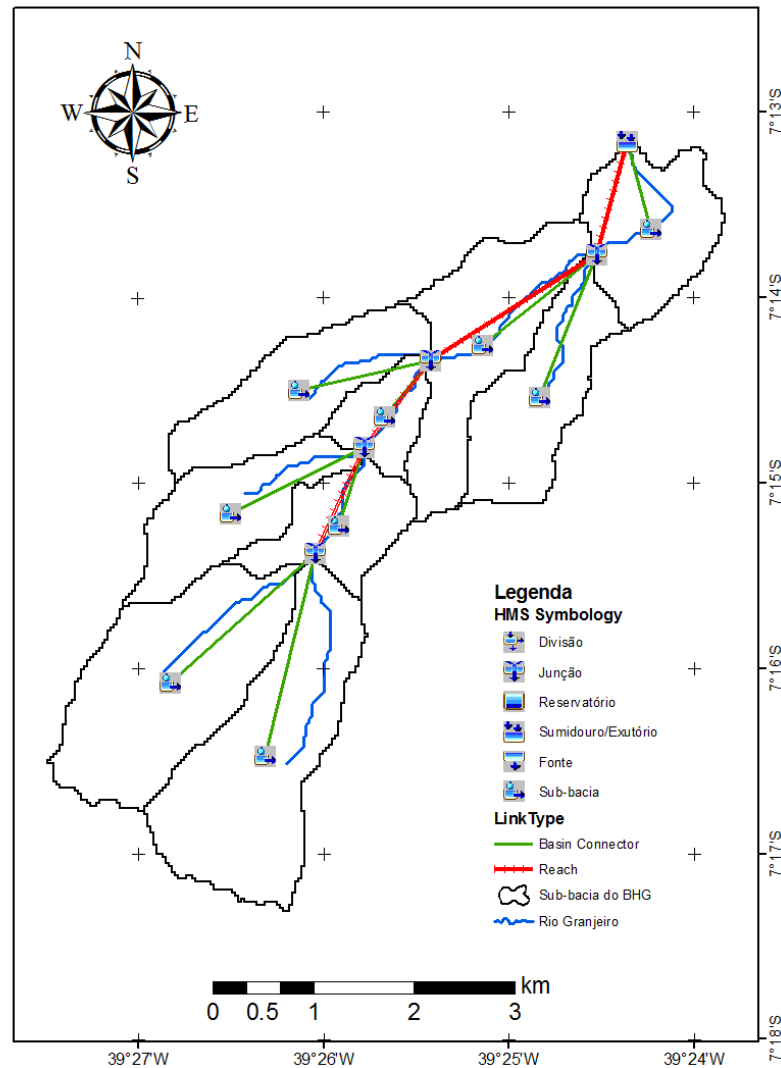 N
W E
S
7°13'S
7°14'S
7°15'S
7°16'S
7°17'S
7°18'S
Legenda
HMS Symbology
Divisão
Junção
Reservatório
Sumidouro/Exutório
Fonte
Sub-bacia
LinkType
Basin Connector
Reach
Sub-bacia do BHG
Rio Granjeiro
km
0 0.5 1 2 3
39°27'W 39°26'W 39°25'W 39°24'W